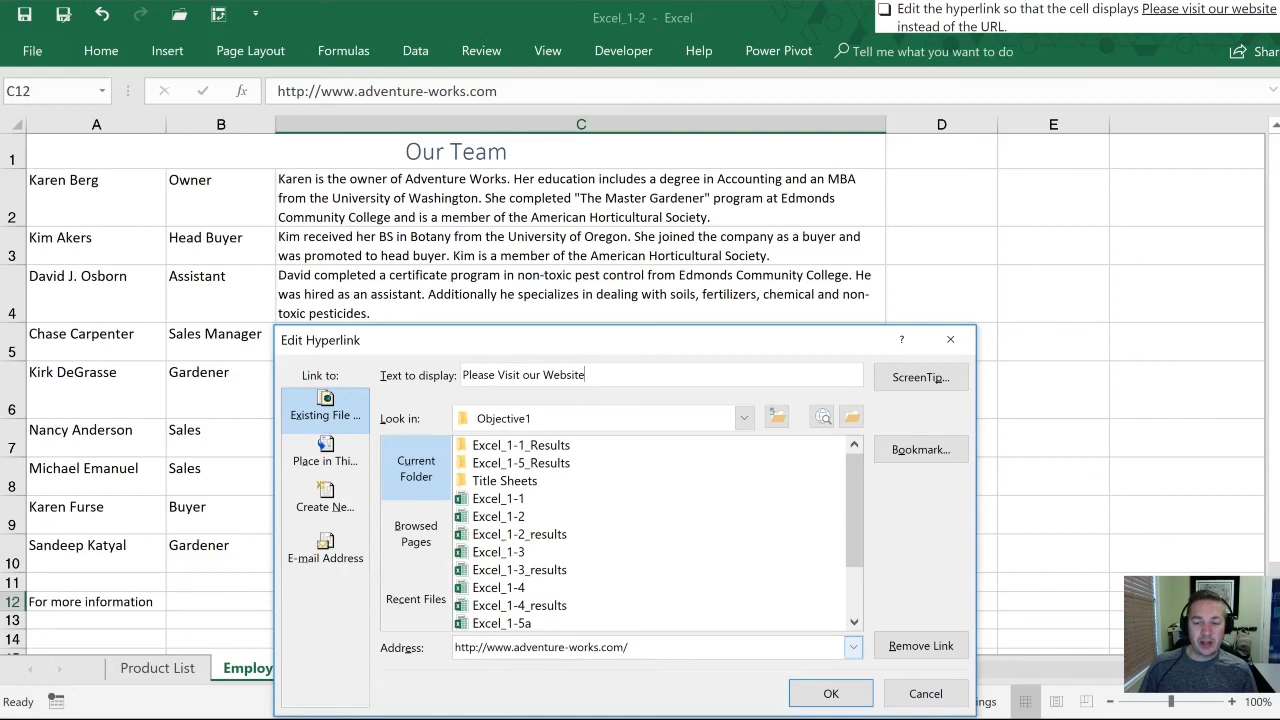 Excel_1-2 - Excel
Edit the hyperlink so that the cell displays Please visit our website
instead of the URL.
File Home Insert Page Layout Formulas Data Review View Developer Help Power Pivot Tell me what you want to do Shar
C12 fx http://www.adventure-works.com
A B C D E
1 Our Team
2 Karen Berg Owner Karen is the owner of Adventure Works. Her education includes a degree in Accounting and an MBA
from the University of Washington. She completed "The Master Gardener" program at Edmonds
Community College and is a member of the American Horticultural Society.
3 Kim Akers Head Buyer Kim received her BS in Botany from the University of Oregon. She joined the company as a buyer and
was promoted to head buyer. Kim is a member of the American Horticultural Society.
4 David J. Osborn Assistant David completed a certificate program in non-toxic pest control from Edmonds Community College. He
was hired as an assistant. Additionally he specializes in dealing with soils, fertilizers, chemical and non-
toxic pesticides.
5 Chase Carpenter Sales Manager
6 Kirk DeGrasse Gardener
7 Nancy Anderson Sales
8 Michael Emanuel Sales
9 Karen Furse Buyer
10 Sandeep Katyal Gardener
11
12 For more information
13
14
Edit Hyperlink ?
Link to: Text to display: Please Visit our Website ScreenTip...
Existing File ...
Place in Thi...
Create Ne...
E-mail Address
Look in: Objective1
Current
Folder
Browsed
Pages
Recent Files
Excel_1-1_Results
Excel_1-5_Results
Title Sheets
Excel_1-1
Excel_1-2
Excel_1-2_results
Excel_1-3
Excel_1-3_results
Excel_1-4
Excel_1-4_results
Excel_1-5a
Bookmark...
Address: http://www.adventure-works.com/ Remove Link
OK Cancel
Product List Employ
Ready ngs 100%